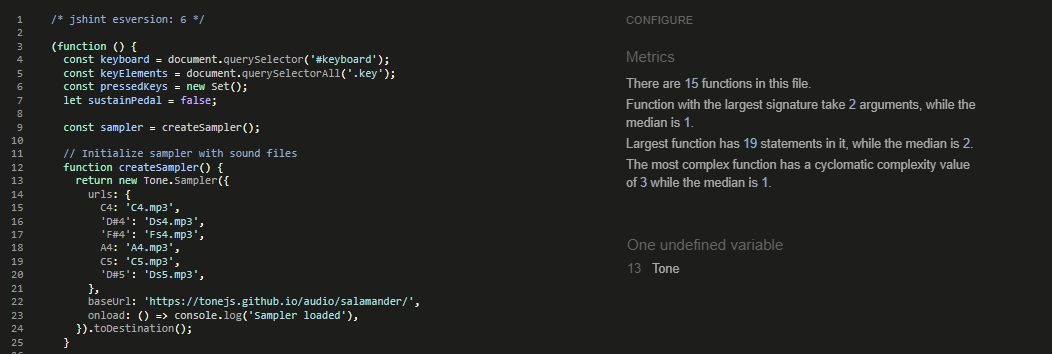 1 /* jshint esversion: 6 */
2
3 (function () {
4 const keyboard = document.querySelector('#keyboard');
5 const keyElements = document.querySelectorAll('.key');
6 const pressedKeys = new Set();
7 let sustainPedal = false;
8
9 const sampler = createSampler();
10
11 // Initialize sampler with sound files
12 function createSampler() {
13 return new Tone.Sampler({
14 urls: {
15 C4: 'C4.mp3',
16 'D#4': 'Ds4.mp3',
17 'F#4': 'Fs4.mp3',
18 A4: 'A4.mp3',
19 C5: 'C5.mp3',
20 'D#5': 'Ds5.mp3',
21 },
22 baseUrl: 'https://tonejs.github.io/audio/salamander/',
23 onload: () => console.log('Sampler loaded'),
24 }).toDestination();
25 }
CONFIGURE
Metrics
There are 15 functions in this file.
Function with the largest signature take 2 arguments, while the
median is 1.
Largest function has 19 statements in it, while the median is 2.
The most complex function has a cyclomatic complexity value
of 3 while the median is 1.
One undefined variable
13 Tone